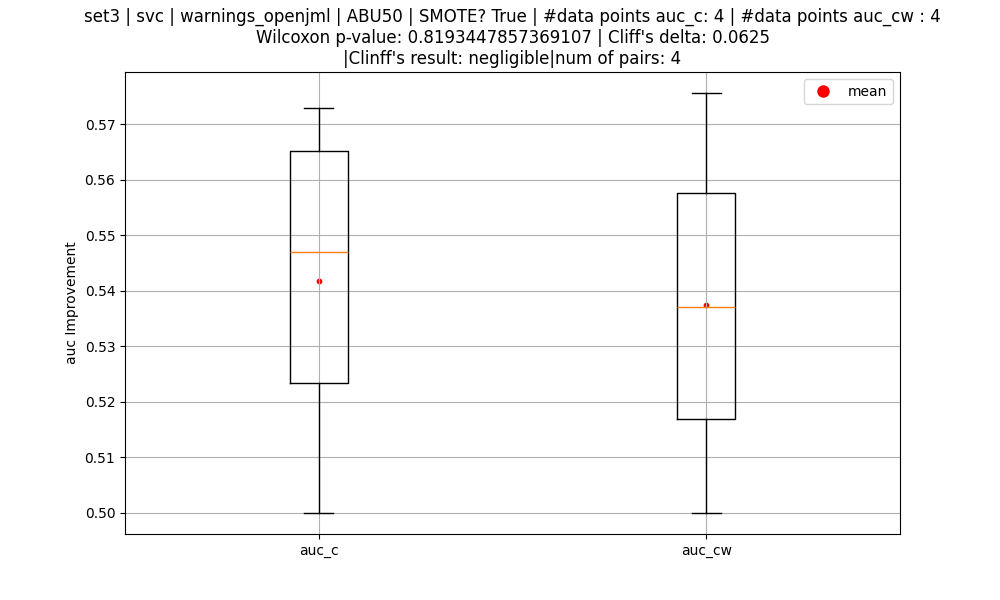 set3 | svc | warnings_openjml | ABU50 | SMOTE? True | #data points auc_c: 4 | #data points auc_cw : 4
Wilcoxon p-value: 0.8193447857369107 | Cliff's delta: 0.0625
|Clinff's result: negligible|num of pairs: 4
mean
0.57
0.56
0.55
0.54
0.53
0.52
0.51
0.50
auc Improvement
auc_c
auc_cw